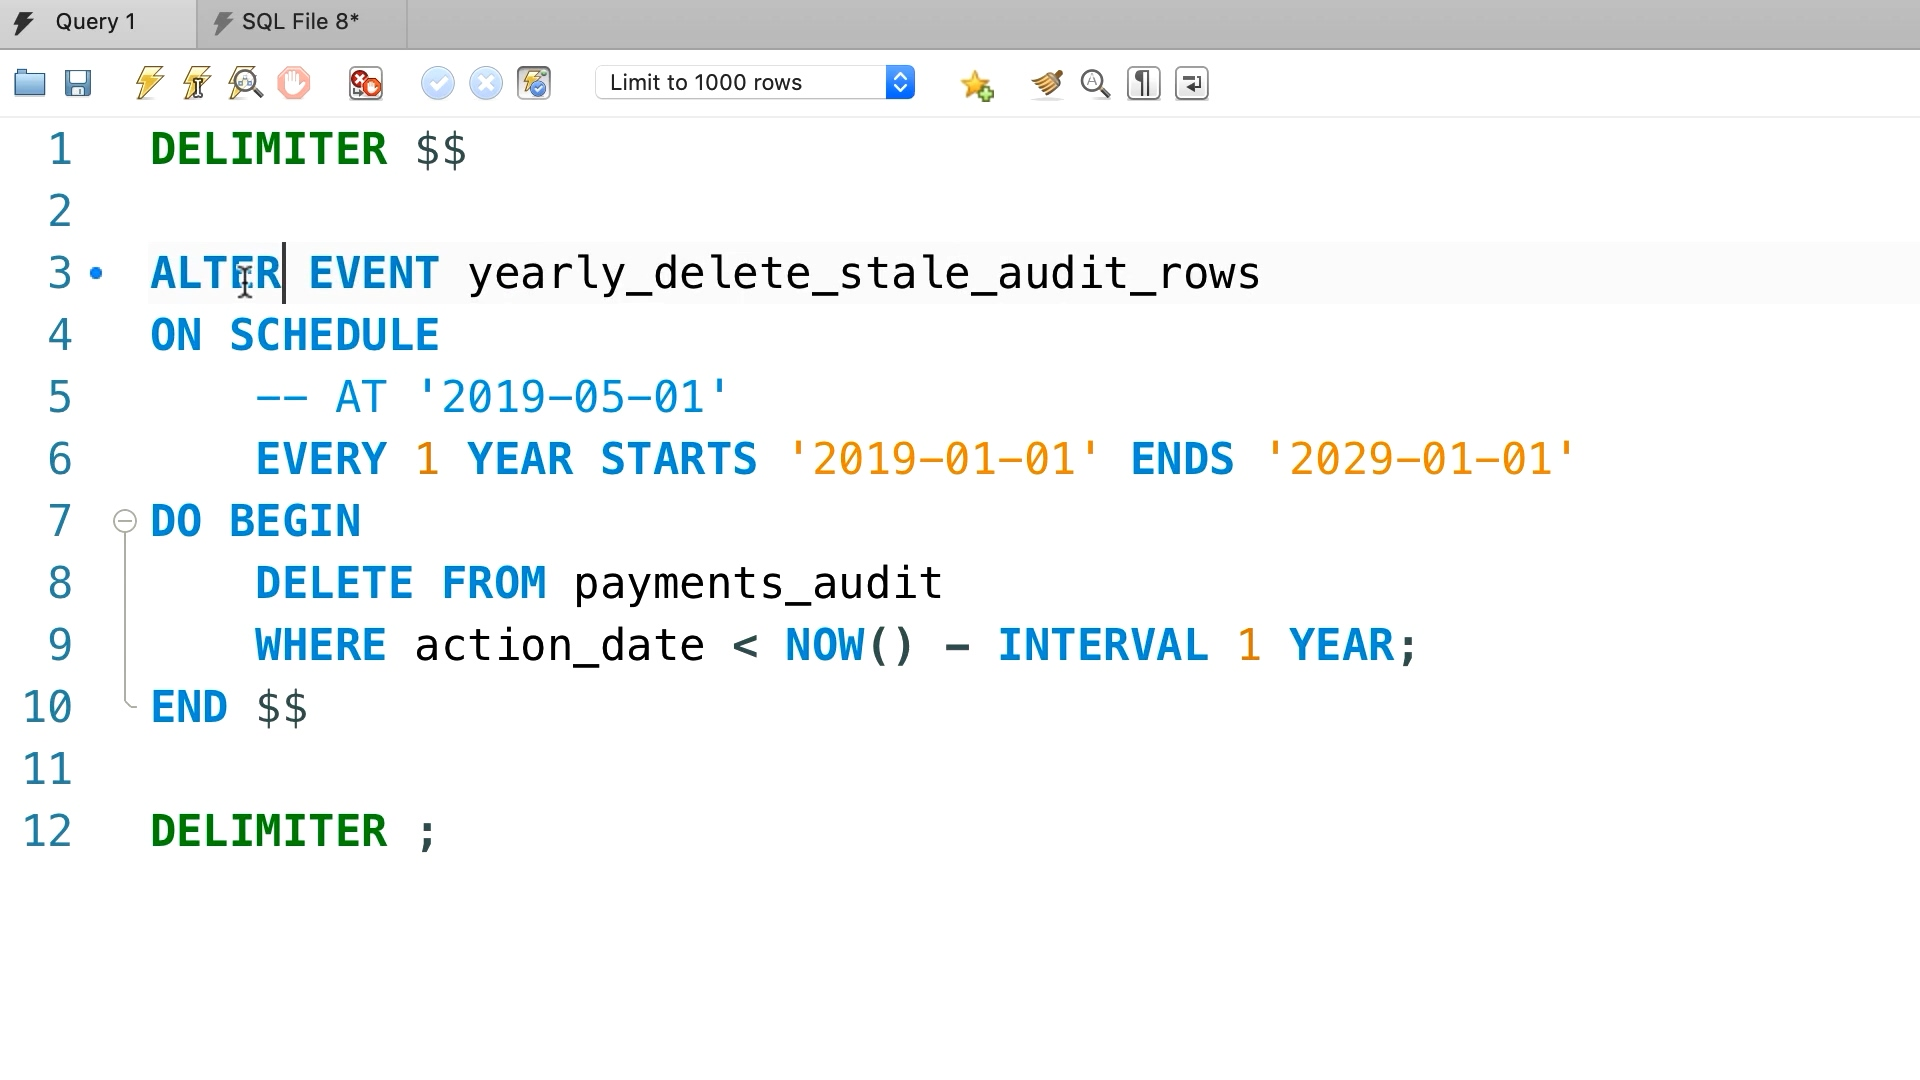 Query 1
SQL File 8*
Limit to 1000 rows
1 DELIMITER $$
2
3 ALTER EVENT yearly_delete_stale_audit_rows
4 ON SCHEDULE
5 -- AT '2019-05-01'
6 EVERY 1 YEAR STARTS '2019-01-01' ENDS '2029-01-01'
7 DO BEGIN
8 DELETE FROM payments_audit
9 WHERE action_date < NOW() - INTERVAL 1 YEAR;
10 END $$
11
12 DELIMITER ;